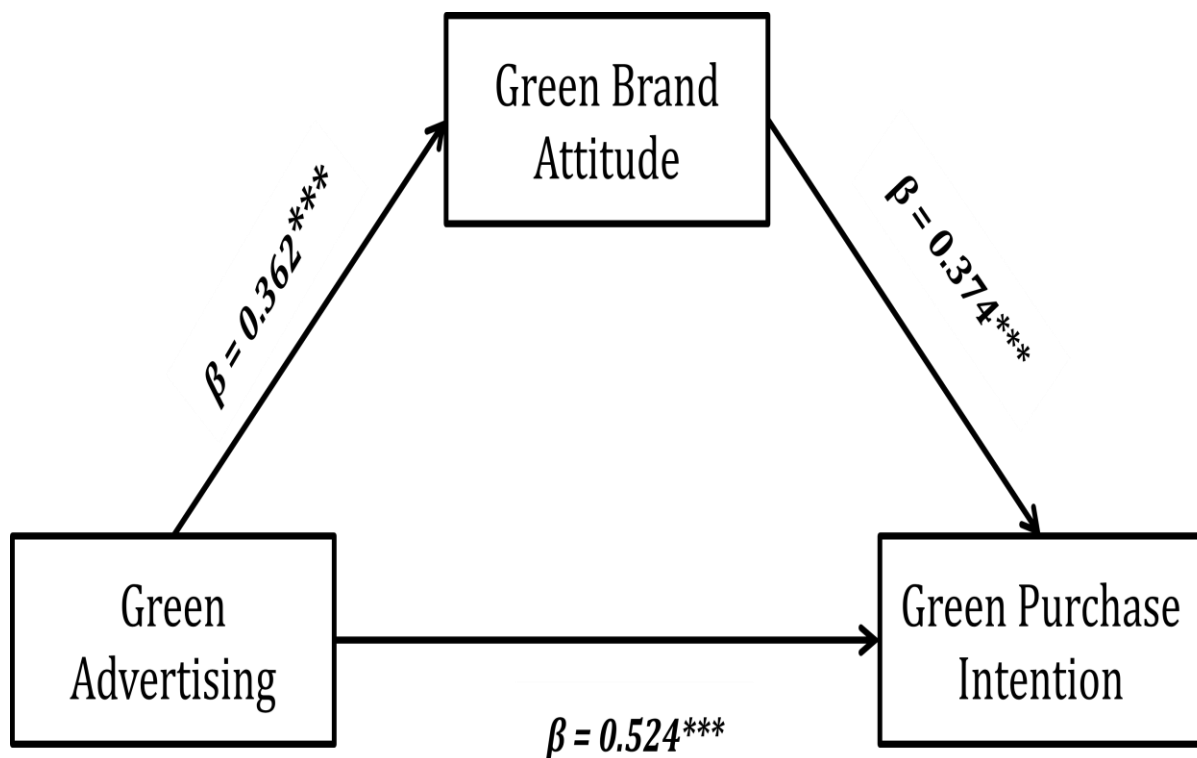 Green Brand
Attitude
β = 0.362***
β = 0.374***
Green
Advertising
Green Purchase
Intention
β = 0.524***